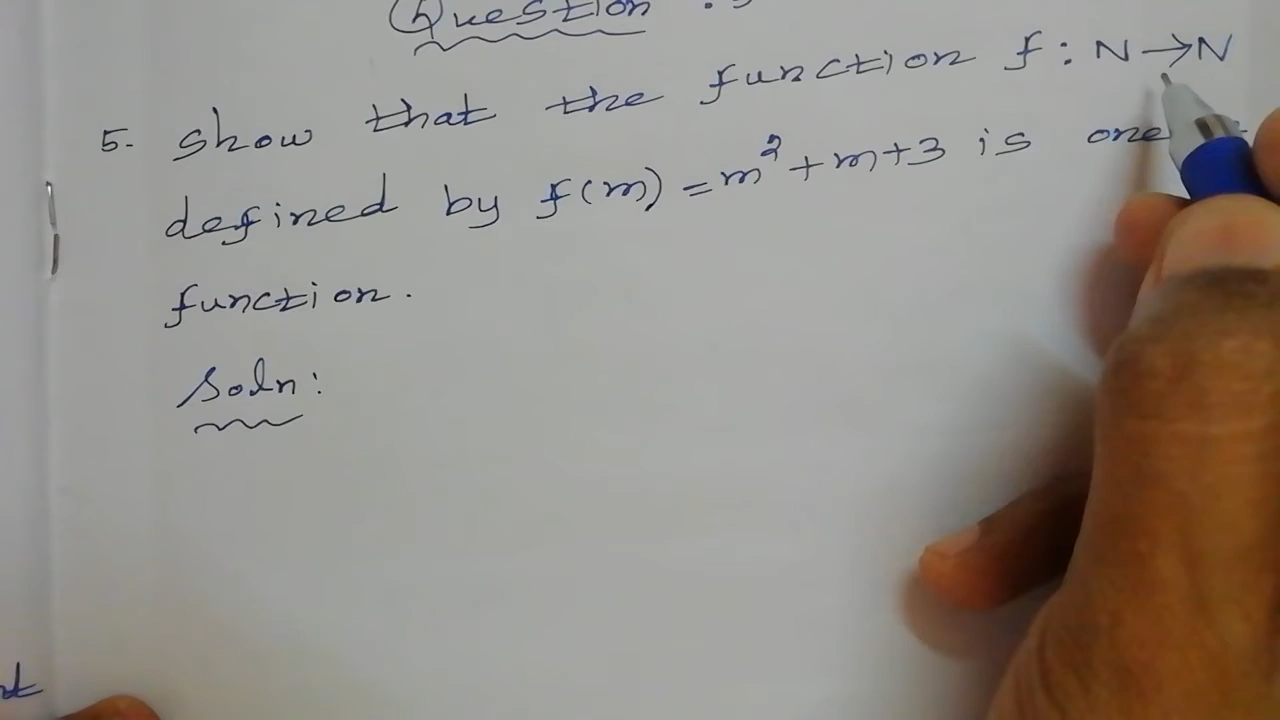 Question :
5. Show that the function f : N → N
defined by f(m) = m² + m + 3 is one
function.
Soln :